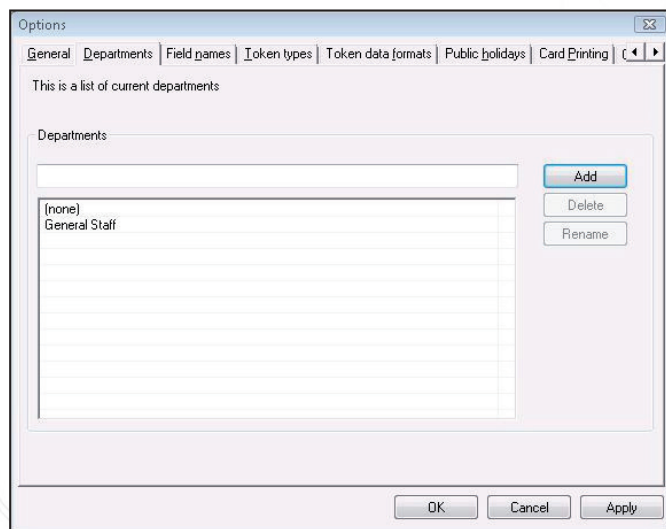 Options
General Departments Field names Token types Token data formats Public holidays Card Printing
This is a list of current departments
Departments
Add
(none)
General Staff
Delete
Rename
OK Cancel Apply